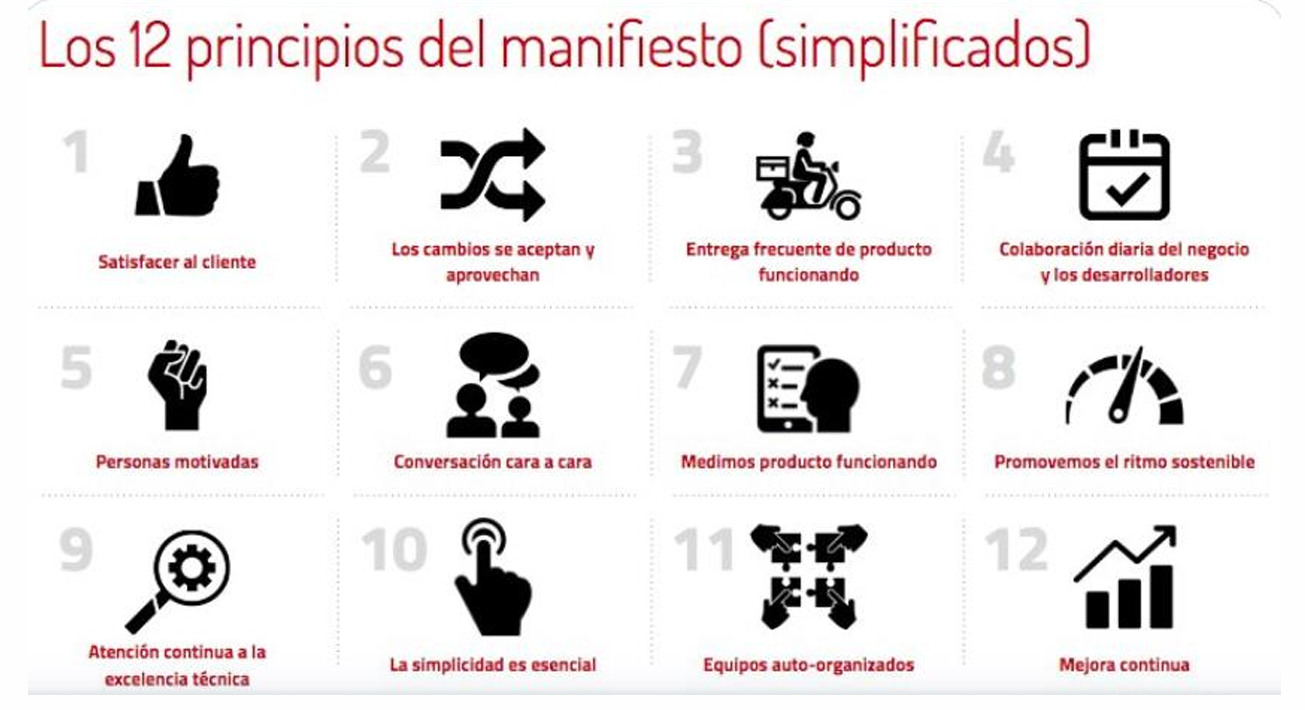 Los 12 principios del manifiesto (simplificados)
1
Satisfacer al cliente
2
Los cambios se aceptan y
aprovechan
3
Entrega frecuente de producto
funcionando
4
Colaboración diaria del negocio
y los desarrolladores
5
Personas motivadas
6
Conversación cara a cara
7
Medimos producto funcionando
8
Promovemos el ritmo sostenible
9
Atención continua a la
excelencia técnica
10
La simplicidad es esencial
11
Equipos auto-organizados
12
Mejora continua